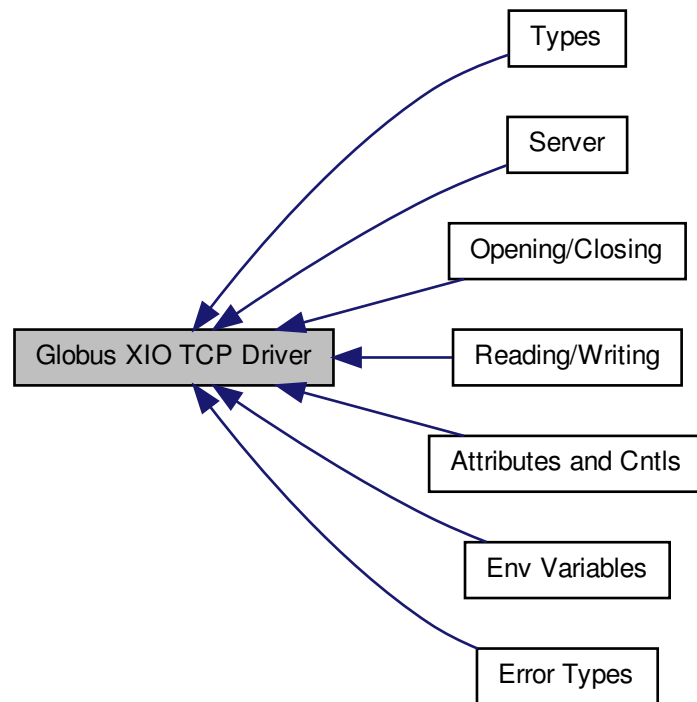 Types
Server
Opening/Closing
Globus XIO TCP Driver
Reading/Writing
Attributes and Cntls
Env Variables
Error Types